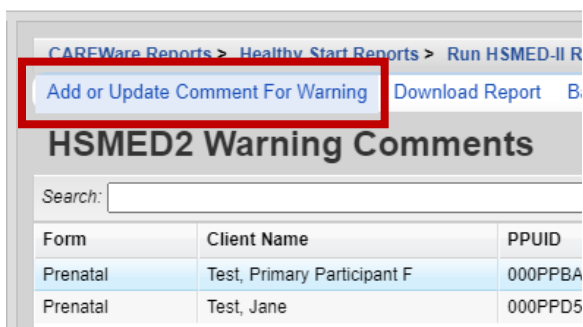 CAREWare Reports > Healthy Start Reports > Run HSMED-II R
Add or Update Comment For Warning Download Report B
HSMED2 Warning Comments
Search:
Form Client Name PPUID
Prenatal Test, Primary Participant F 000PPBA
Prenatal Test, Jane 000PPD5